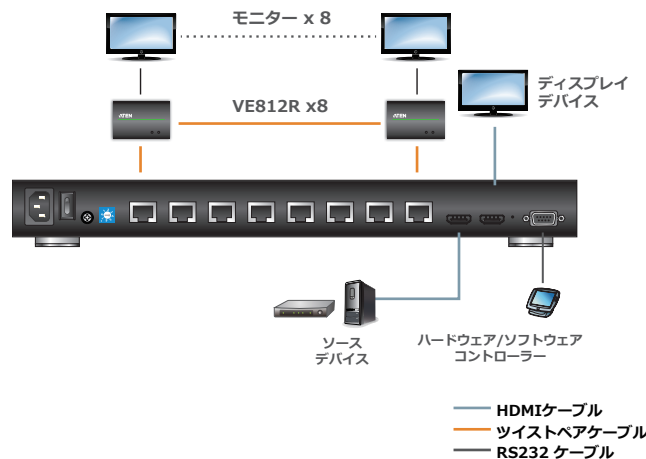 モニター x 8
ディスプレイ
デバイス
VE812R x8
ATEN
ATEN
ソース
デバイス
ハードウェア/ソフトウェア
コントローラー
HDMIケーブル
ツイストペアケーブル
RS232 ケーブル